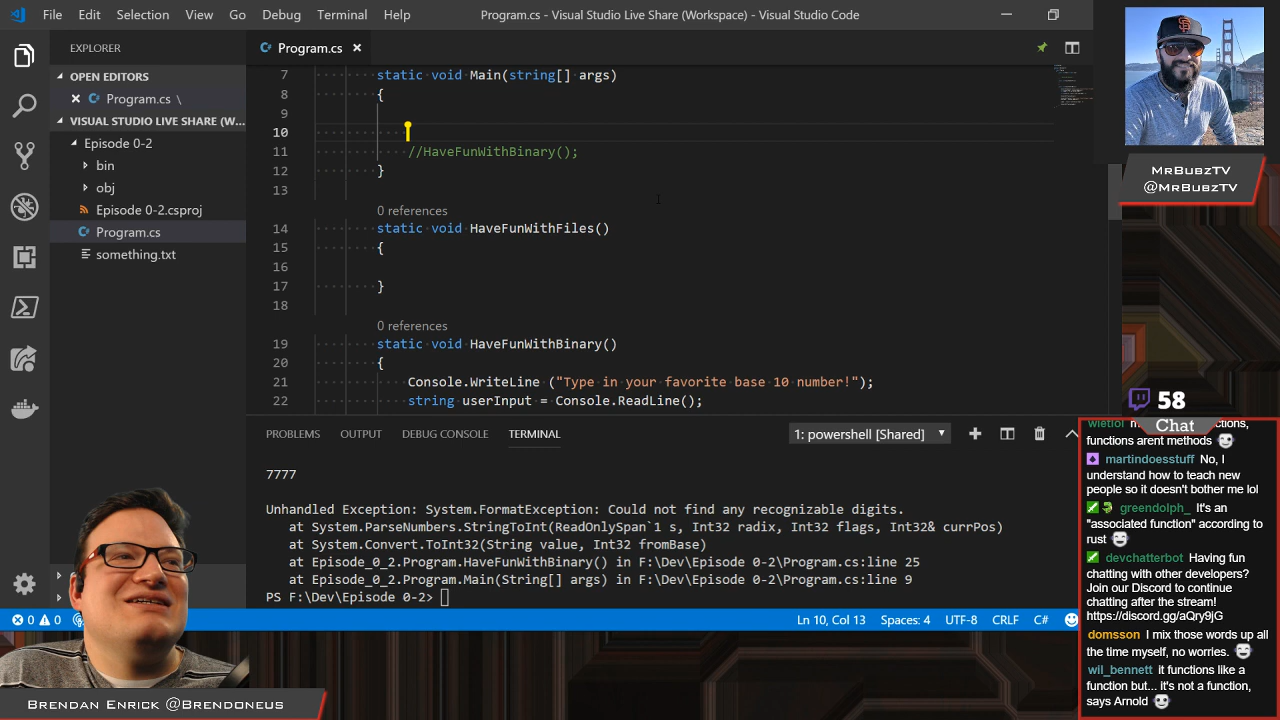 File Edit Selection View Go Debug Terminal Help
Program.cs - Visual Studio Live Share (Workspace) - Visual Studio Code
EXPLORER
OPEN EDITORS
Program.cs \
VISUAL STUDIO LIVE SHARE (W...
Episode 0-2
bin
obj
Episode 0-2.csproj
Program.cs
something.txt
Program.cs
7 static void Main(string[] args)
8 {
9
10
11 //HaveFunWithBinary();
12 }
13
0 references
14 static void HaveFunWithFiles()
15 {
16
17 }
18
0 references
19 static void HaveFunWithBinary()
20 {
21 Console.WriteLine ("Type in your favorite base 10 number!");
22 string userInput = Console.ReadLine();
PROBLEMS OUTPUT DEBUG CONSOLE TERMINAL
1: powershell [Shared]
7777
Unhandled Exception: System.FormatException: Could not find any recognizable digits.
at System.ParseNumbers.StringToInt(ReadOnlySpan`1 s, Int32 radix, Int32 flags, Int32& currPos)
at System.Convert.ToInt32(String value, Int32 fromBase)
at Episode_0_2.Program.HaveFunWithBinary() in F:\Dev\Episode 0-2\Program.cs:line 25
at Episode_0_2.Program.Main(String[] args) in F:\Dev\Episode 0-2\Program.cs:line 9
PS F:\Dev\Episode 0-2>
0 0
Ln 10, Col 13 Spaces: 4 UTF-8 CRLF C#
MrBubzTV
@MrBubzTV
58
Chat
functions arent methods
martindoesstuff No, I
understand how to teach new
people so it doesn't bother me lol
greendolph_ It's an
"associated function" according to
rust
devchatterbot Having fun
chatting with other developers?
Join our Discord to continue
chatting after the stream!
https://discord.gg/aQry9jG
domsson I mix those words up all
the time myself, no worries.
wil_bennett it functions like a
function but... it's not a function,
says Arnold
Brendan Enrick @Brendoneus